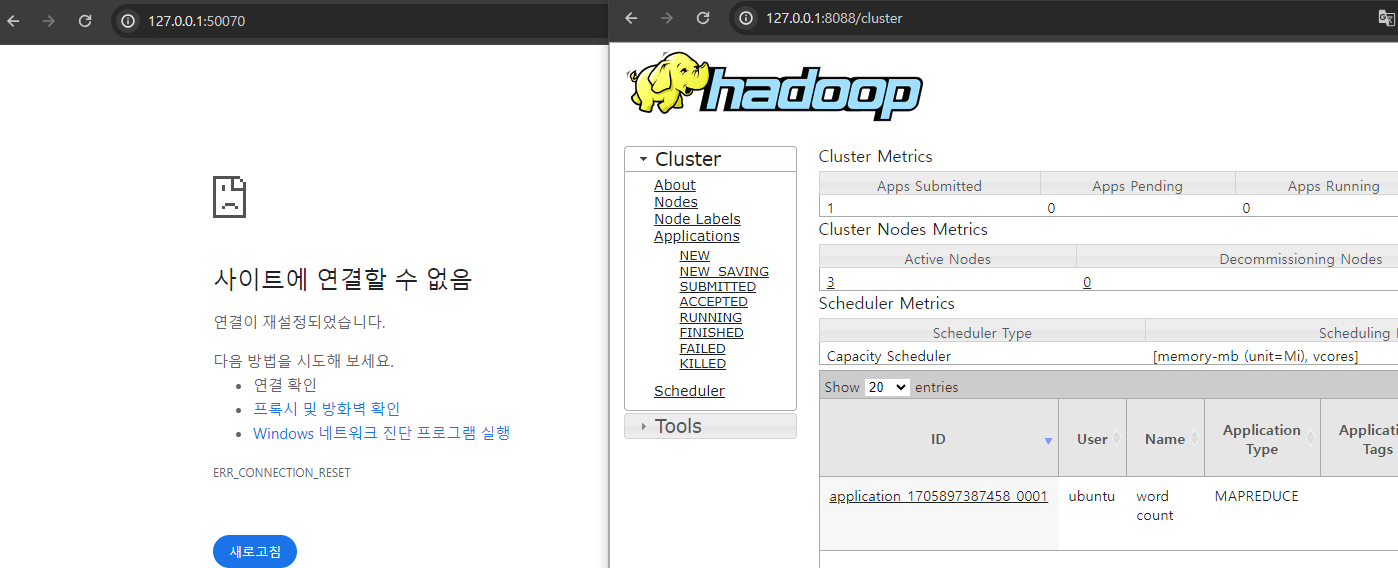 127.0.0.1:50070
사이트에 연결할 수 없음
연결이 재설정되었습니다.
다음 방법을 시도해 보세요.
• 연결 확인
• 프록시 및 방화벽 확인
• Windows 네트워크 진단 프로그램 실행
ERR_CONNECTION_RESET
새로고침
127.0.0.1:8088/cluster
hadoop
Cluster
About
Nodes
Node Labels
Applications
NEW
NEW_SAVING
SUBMITTED
ACCEPTED
RUNNING
FINISHED
FAILED
KILLED
Scheduler
Tools
Cluster Metrics
Apps Submitted Apps Pending Apps Running
1 0 0
Cluster Nodes Metrics
Active Nodes Decommissioning Nodes
3 0
Scheduler Metrics
Scheduler Type Scheduling
Capacity Scheduler [memory-mb (unit=Mi), vcores]
Show 20 entries
ID User Name Application Type Tags
application_1705897387458_0001 ubuntu word count MAPREDUCE